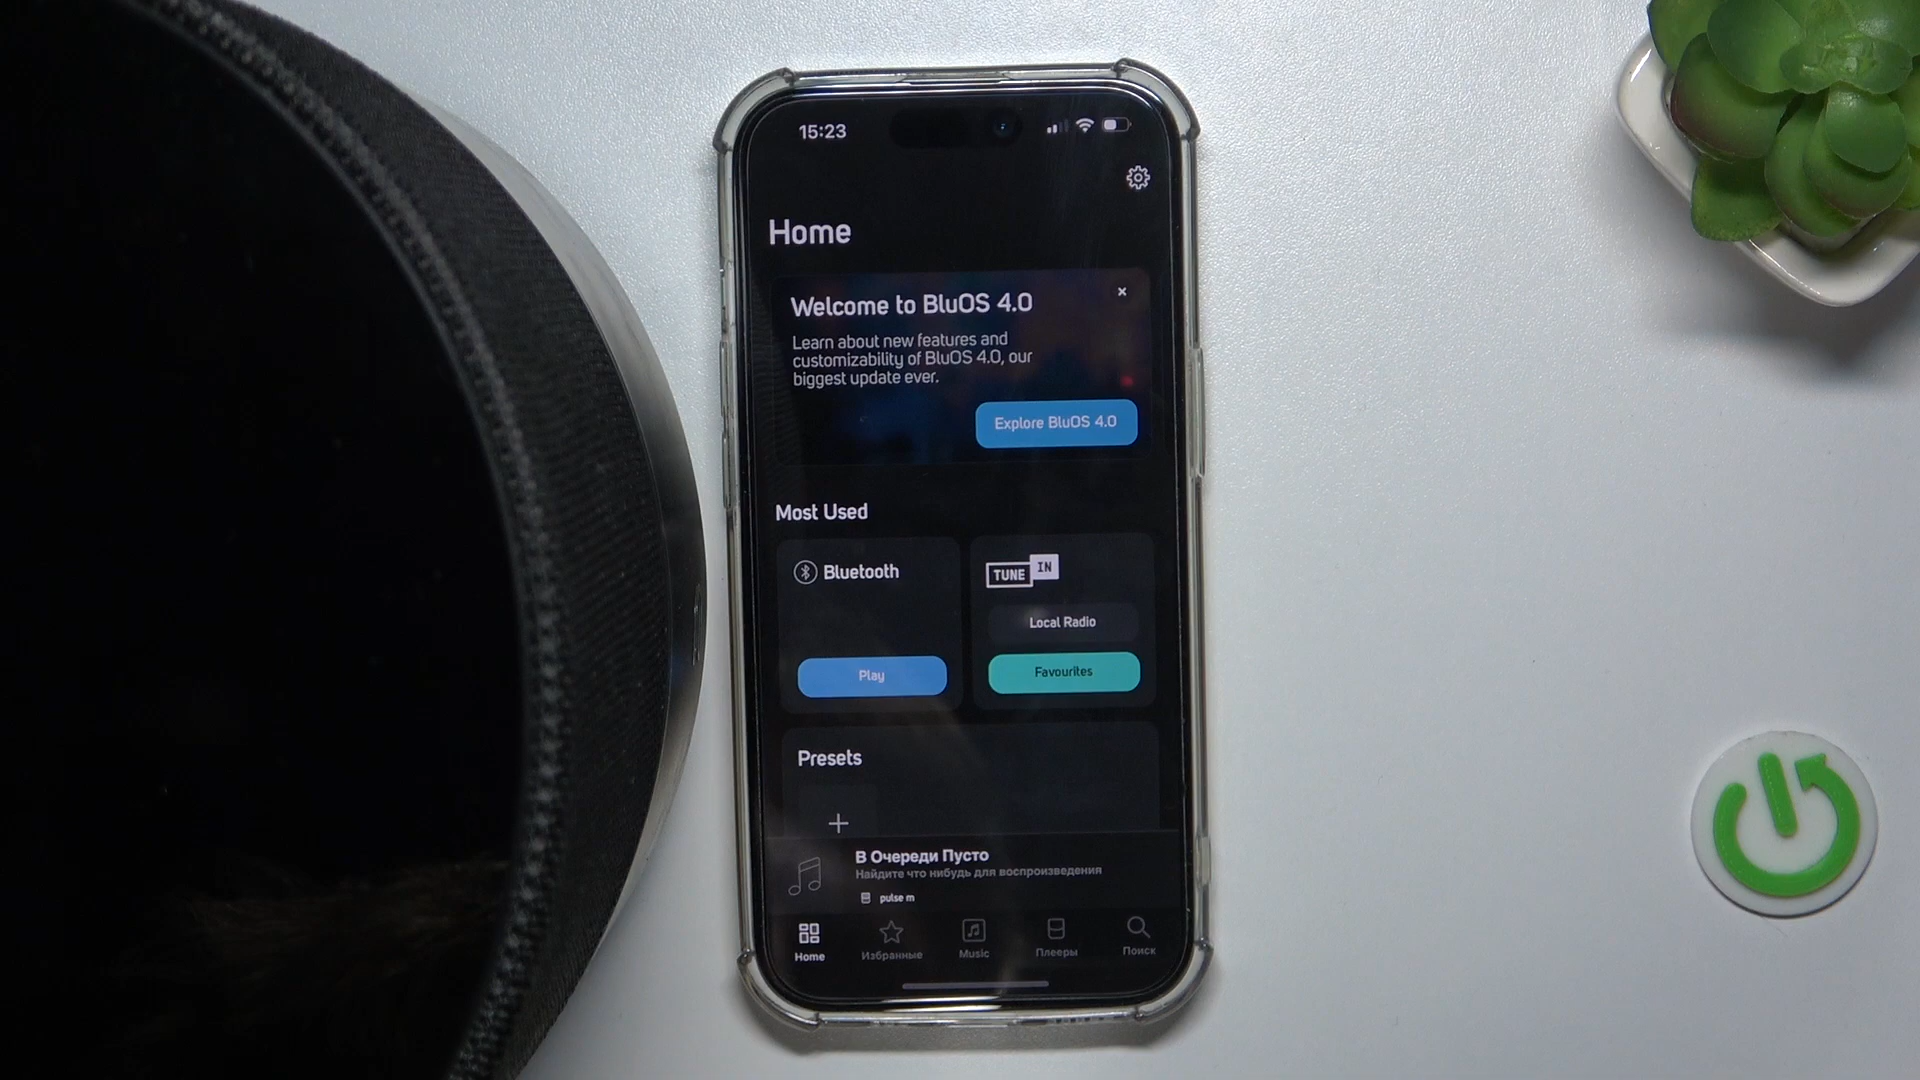 15:23
Home
Welcome to BluOS 4.0
Learn about new features and
customizability of BluOS 4.0, our
biggest update ever.
Explore BluOS 4.0
Most Used
Bluetooth
Play
TUNE IN
Local Radio
Favourites
Presets
В Очереди Пусто
Найдите что нибудь для воспроизведения
pulse m
Home
Избранные
Music
Плееры
Поиск